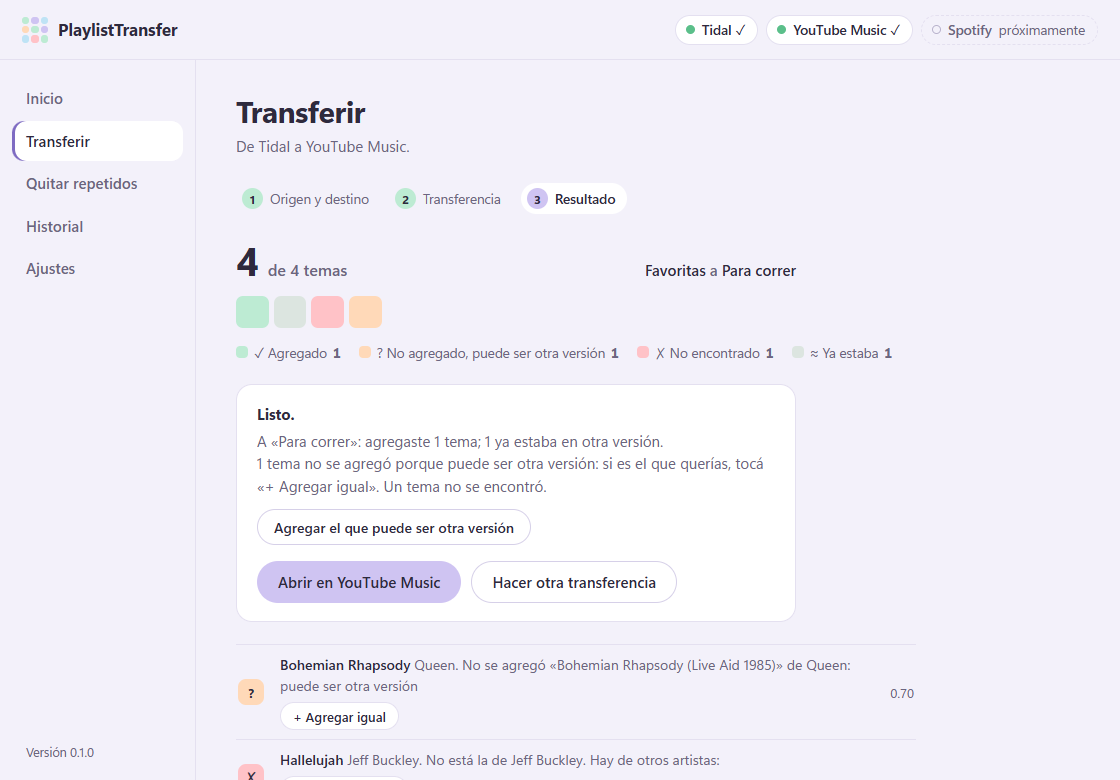 PlaylistTransfer
Tidal ✓
YouTube Music ✓
Spotify próximamente
Inicio
Transferir
Quitar repetidos
Historial
Ajustes
Versión 0.1.0
Transferir
De Tidal a YouTube Music.
1 Origen y destino
2 Transferencia
3 Resultado
4 de 4 temas
Favoritas a Para correr
✓ Agregado 1
? No agregado, puede ser otra versión 1
✗ No encontrado 1
≈ Ya estaba 1
Listo.
A «Para correr»: agregaste 1 tema; 1 ya estaba en otra versión.
1 tema no se agregó porque puede ser otra versión: si es el que querías, tocá
«+ Agregar igual». Un tema no se encontró.
Agregar el que puede ser otra versión
Abrir en YouTube Music
Hacer otra transferencia
?
Bohemian Rhapsody Queen. No se agregó «Bohemian Rhapsody (Live Aid 1985)» de Queen:
puede ser otra versión
0.70
+ Agregar igual
✗
Hallelujah Jeff Buckley. No está la de Jeff Buckley. Hay de otros artistas: